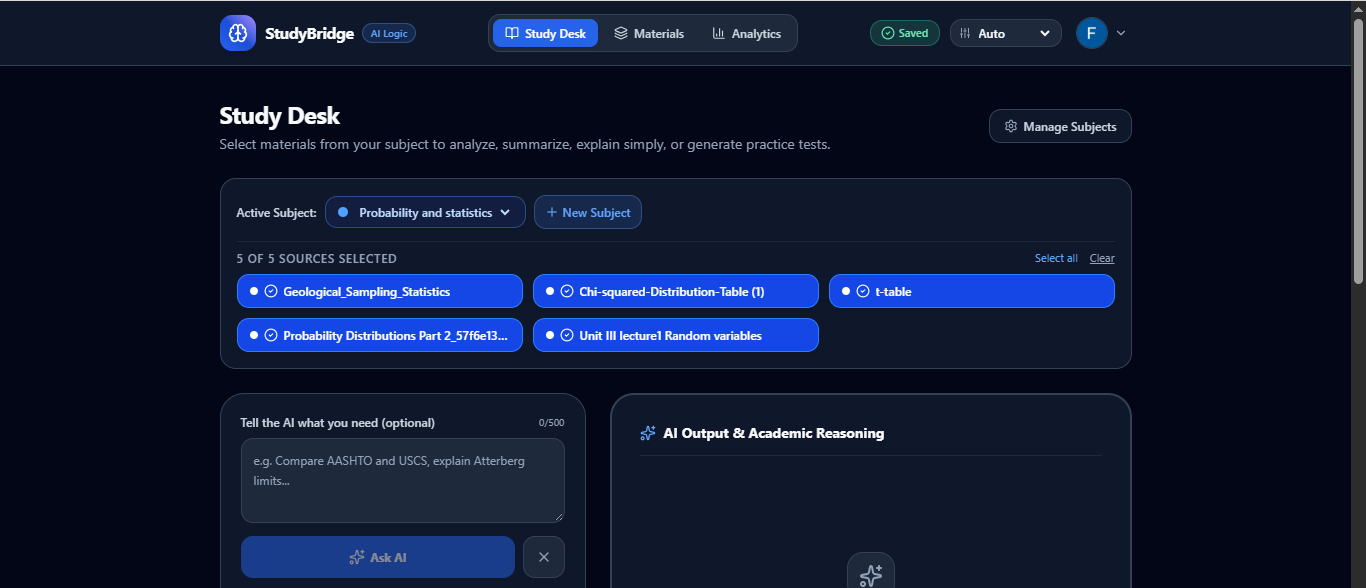 StudyBridge AI Logic Study Desk Materials Analytics Saved Auto F
Study Desk
Manage Subjects
Select materials from your subject to analyze, summarize, explain simply, or generate practice tests.
Active Subject: Probability and statistics + New Subject
5 OF 5 SOURCES SELECTED Select all Clear
Geological_Sampling_Statistics Chi-squared-Distribution-Table (1) t-table
Probability Distributions Part 2_57f6e13... Unit III lecture1 Random variables
Tell the AI what you need (optional) 0/500
e.g. Compare AASHTO and USCS, explain Atterberg
limits...
Ask AI
AI Output & Academic Reasoning